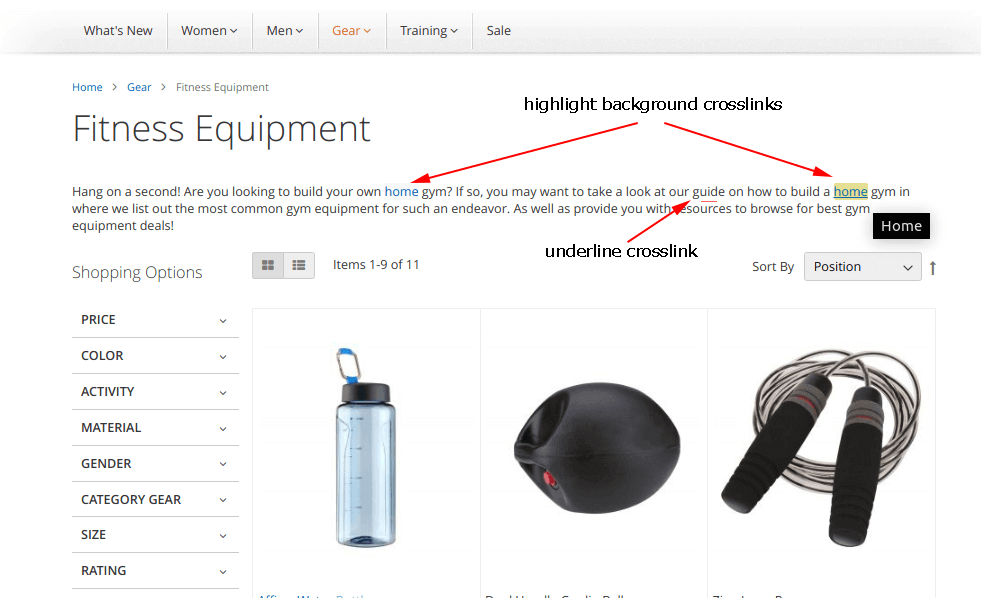 What's New Women Men Gear Training Sale
Home > Gear > Fitness Equipment
highlight background crosslinks
Fitness Equipment
Hang on a second! Are you looking to build your own home gym? If so, you may want to take a look at our guide on how to build a home gym in
where we list out the most common gym equipment for such an endeavor. As well as provide you with resources to browse for best gym
equipment deals!
Home
underline crosslink
Shopping Options
Items 1-9 of 11
Sort By Position
PRICE
COLOR
ACTIVITY
MATERIAL
GENDER
CATEGORY GEAR
SIZE
RATING